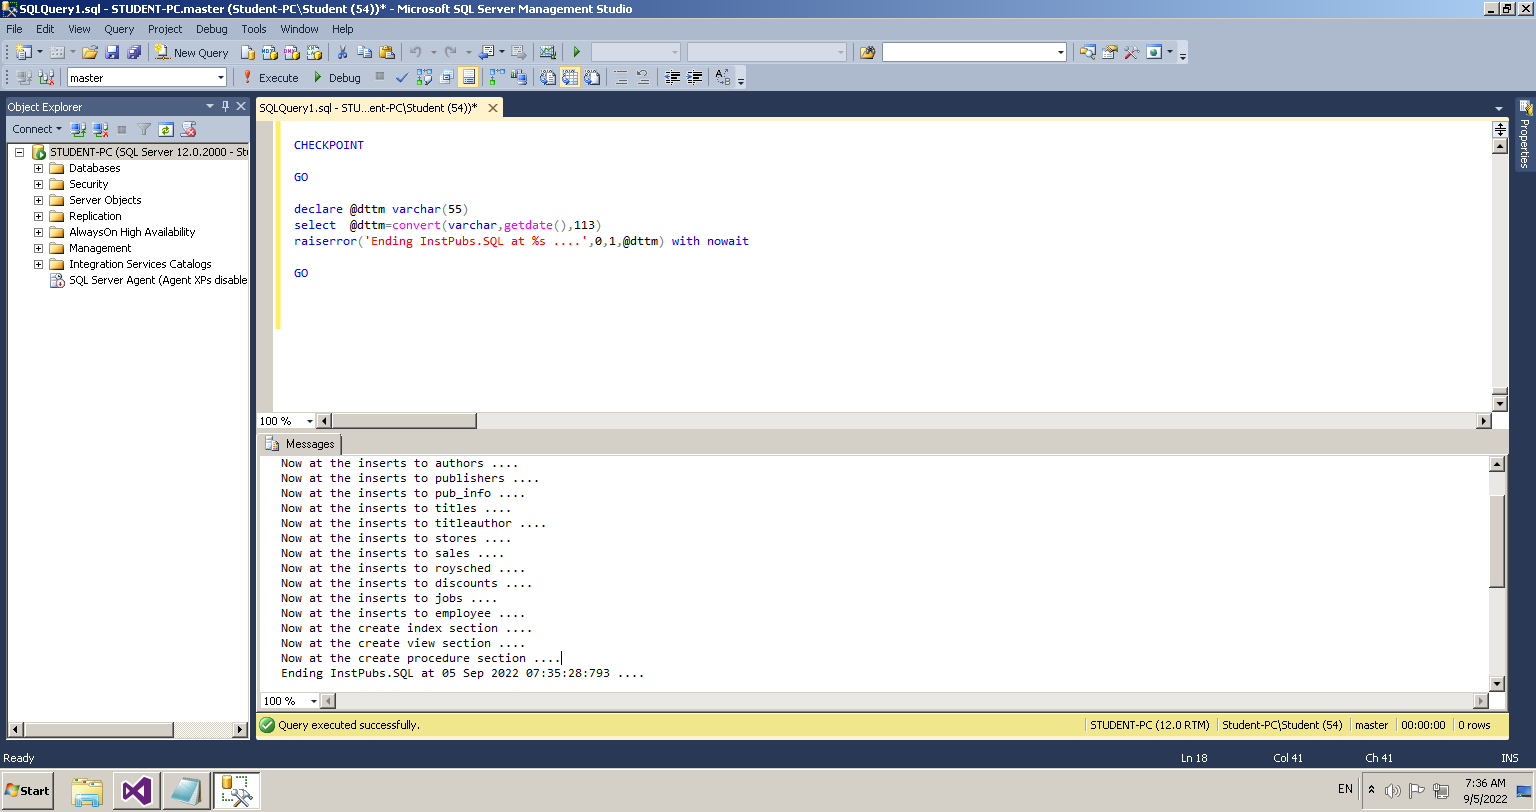 SQLQuery1.sql - STUDENT-PC.master (Student-PC\Student (54))* - Microsoft SQL Server Management Studio
File Edit View Query Project Debug Tools Window Help
New Query
master Execute Debug
Object Explorer
Connect
STUDENT-PC (SQL Server 12.0.2000 - St
Databases
Security
Server Objects
Replication
AlwaysOn High Availability
Management
Integration Services Catalogs
SQL Server Agent (Agent XPs disable
SQLQuery1.sql - STU...ent-PC\Student (54))*
Properties
CHECKPOINT
GO
declare @dttm varchar(55)
select  @dttm=convert(varchar,getdate(),113)
raiserror('Ending InstPubs.SQL at %s ....',0,1,@dttm) with nowait
GO
100 %
Messages
Now at the inserts to authors ....
Now at the inserts to publishers ....
Now at the inserts to pub_info ....
Now at the inserts to titles ....
Now at the inserts to titleauthor ....
Now at the inserts to stores ....
Now at the inserts to sales ....
Now at the inserts to roysched ....
Now at the inserts to discounts ....
Now at the inserts to jobs ....
Now at the inserts to employee ....
Now at the create index section ....
Now at the create view section ....
Now at the create procedure section ....
Ending InstPubs.SQL at 05 Sep 2022 07:35:28:793 ....
100 %
Query executed successfully. STUDENT-PC (12.0 RTM) Student-PC\Student (54) master 00:00:00 0 rows
Ready Ln 18 Col 41 Ch 41 INS
Start EN 7:36 AM
9/5/2022